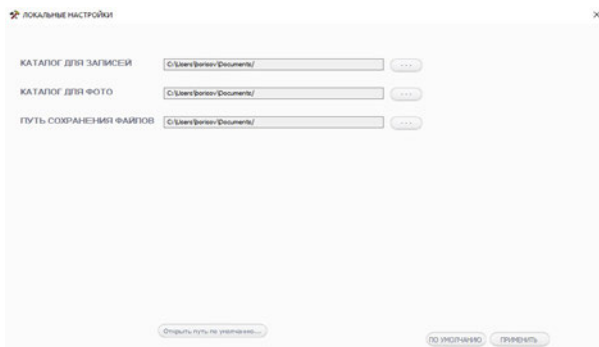 ЛОКАЛЬНЫЕ НАСТРОЙКИ
КАТАЛОГ ДЛЯ ЗАПИСЕЙ C:\Users\borisov\Documents/ ...
КАТАЛОГ ДЛЯ ФОТО C:\Users\borisov\Documents/ ...
ПУТЬ СОХРАНЕНИЯ ФАЙЛОВ C:\Users\borisov\Documents/ ...
Открыть путь по умолчанию...
ПО УМОЛЧАНИЮ ПРИМЕНИТЬ